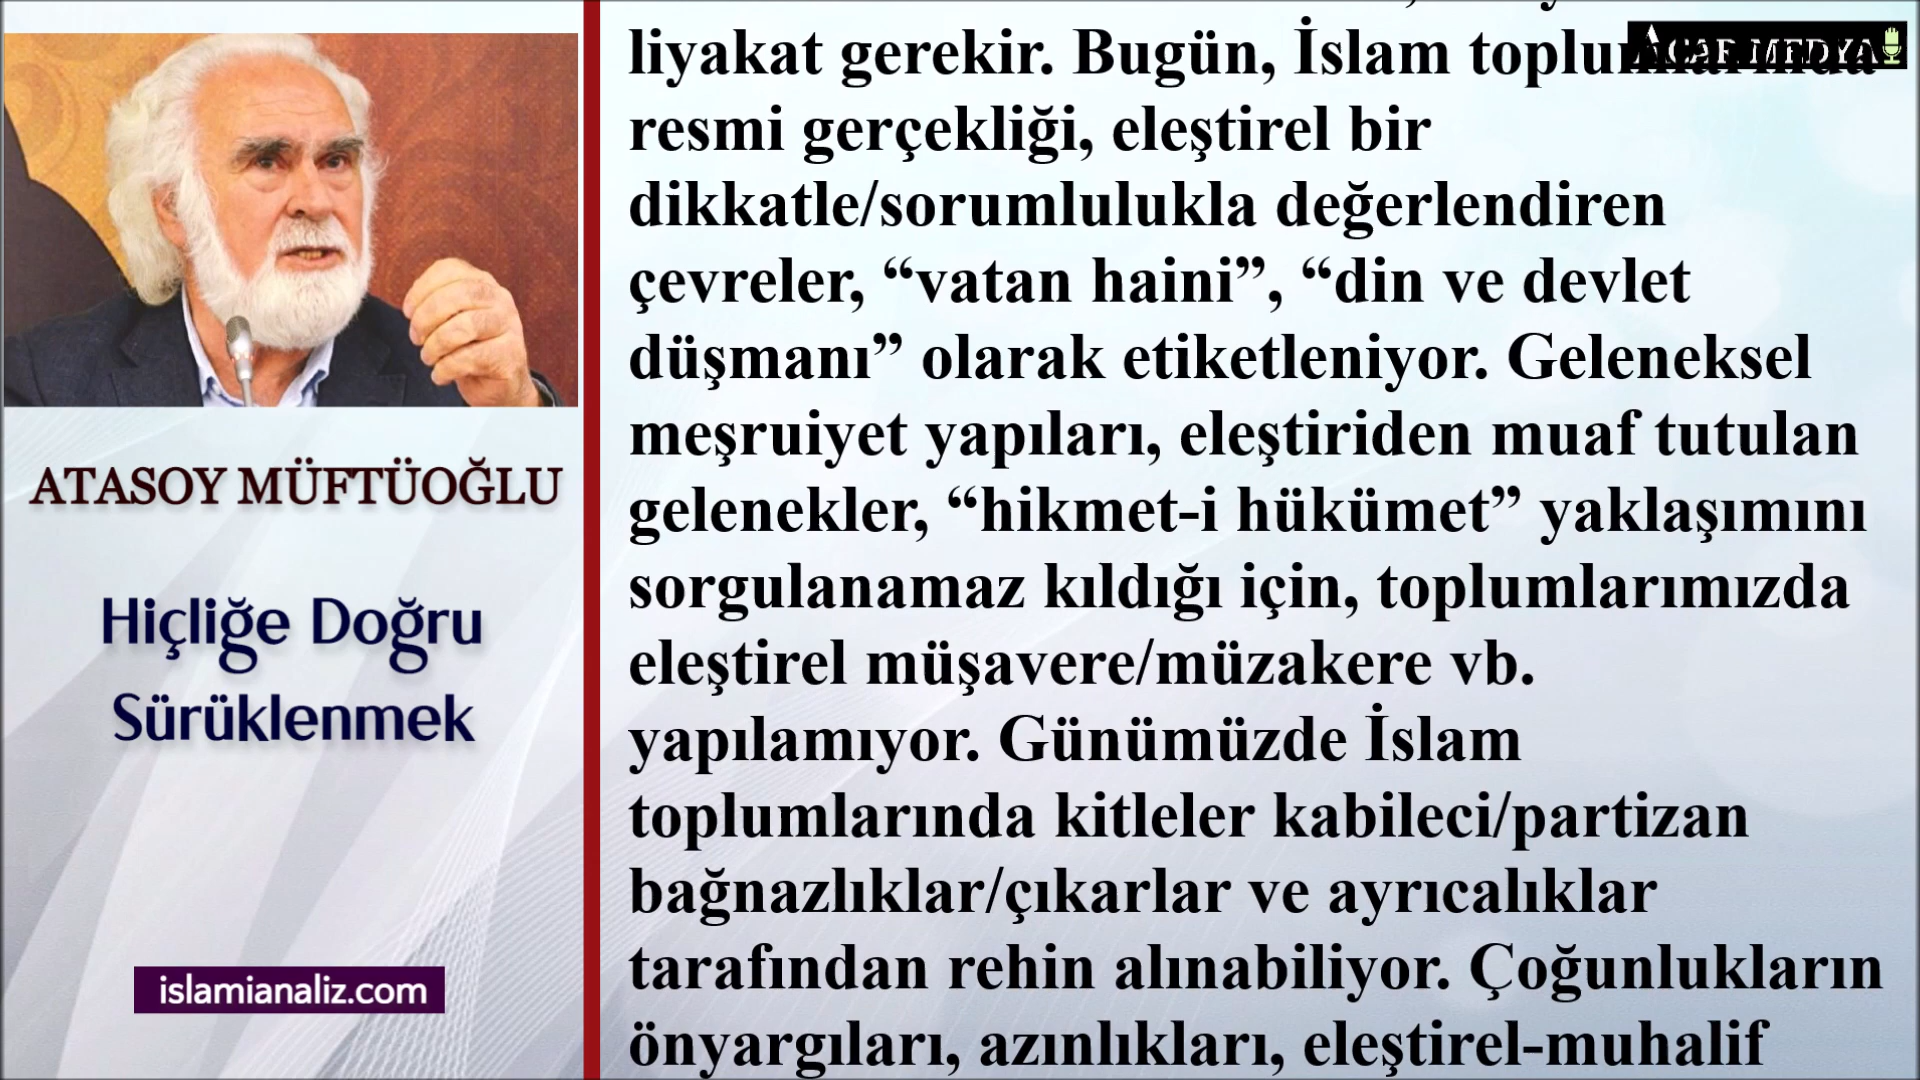 ATASOY MÜFTÜOĞLU
Hiçliğe Doğru
Sürüklenmek
islamianaliz.com
liyakat gerekir. Bugün, İslam toplumlarında
resmi gerçekliği, eleştirel bir
dikkatle/sorumlulukla değerlendiren
çevreler, “vatan haini”, “din ve devlet
düşmanı” olarak etiketleniyor. Geleneksel
meşruiyet yapıları, eleştiriden muaf tutulan
gelenekler, “hikmet-i hükümet” yaklaşımını
sorgulanamaz kıldığı için, toplumlarımızda
eleştirel müşavere/müzakere vb.
yapılamıyor. Günümüzde İslam
toplumlarında kitleler kabileci/partizan
bağnazlıklar/çıkarlar ve ayrıcalıklar
tarafından rehin alınabiliyor. Çoğunlukların
önyargıları, azınlıkları, eleştirel-muhalif
ACAR MEDYA